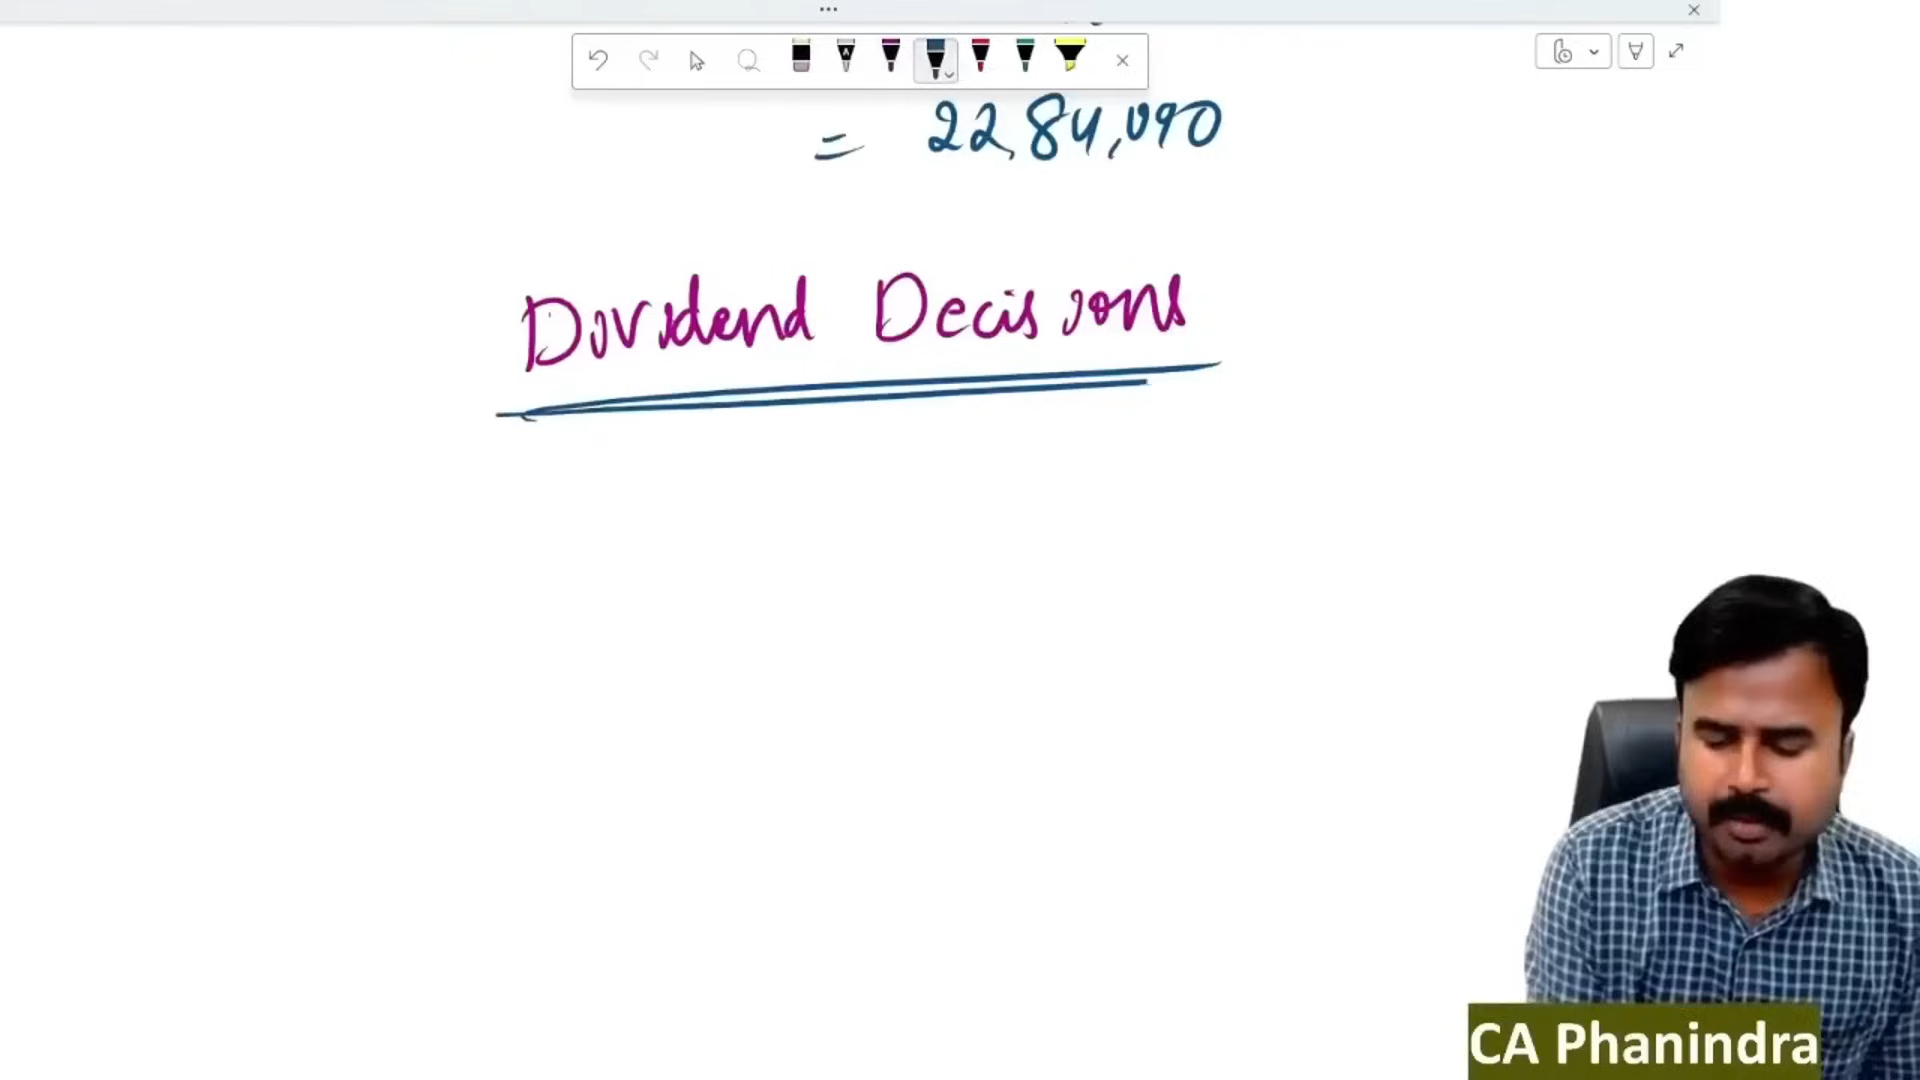 = 22,84,090
Dividend Decisions
CA Phanindra